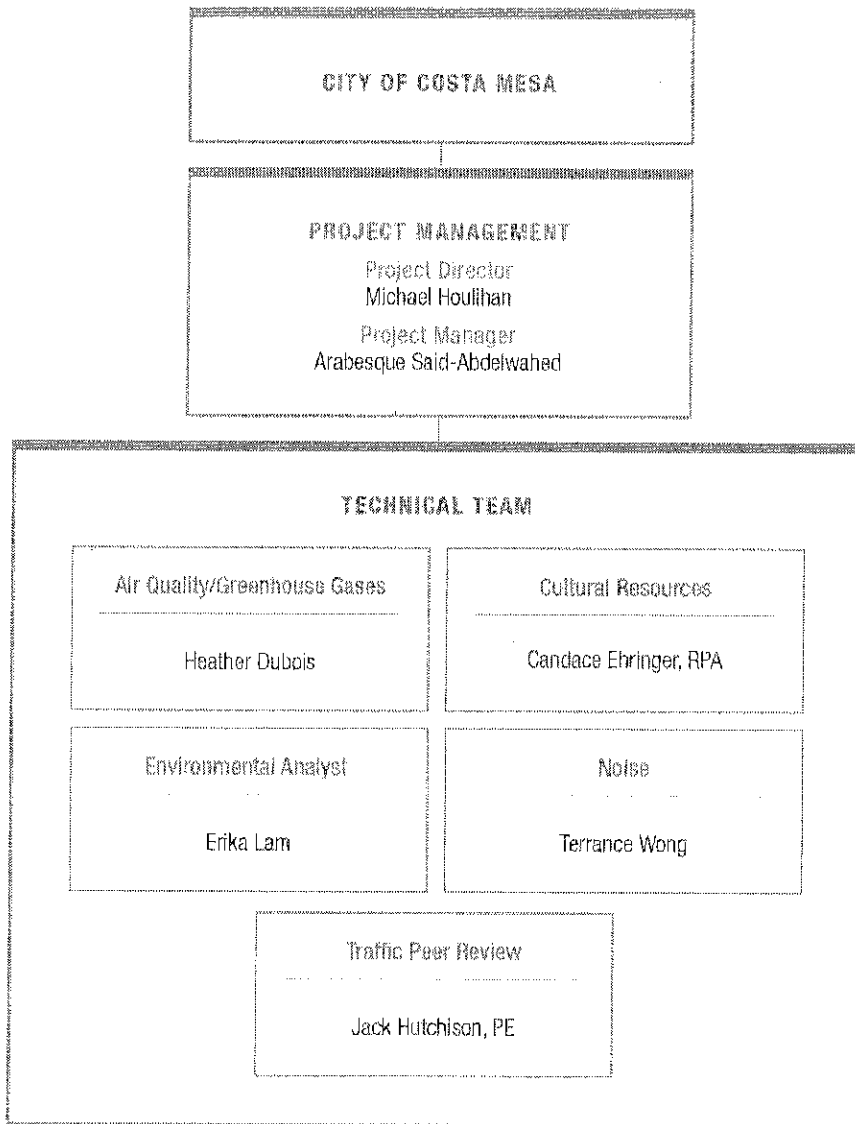 CITY OF COSTA MESA
PROJECT MANAGEMENT
Project Director
Michael Houlihan
Project Manager
Arabesque Said-Abdelwahed
TECHNICAL TEAM
Air Quality/Greenhouse Gases
Heather Dubois
Cultural Resources
Candace Ehringer, RPA
Environmental Analyst
Erika Lam
Noise
Terrance Wong
Traffic Peer Review
Jack Hutchison, PE